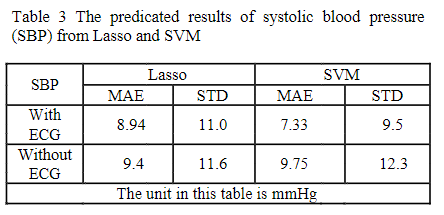 Table 3 The predicated results of systolic blood pressure
(SBP) from Lasso and SVM
SBP Lasso SVM
MAE STD MAE STD
With ECG 8.94 11.0 7.33 9.5
Without ECG 9.4 11.6 9.75 12.3
The unit in this table is mmHg